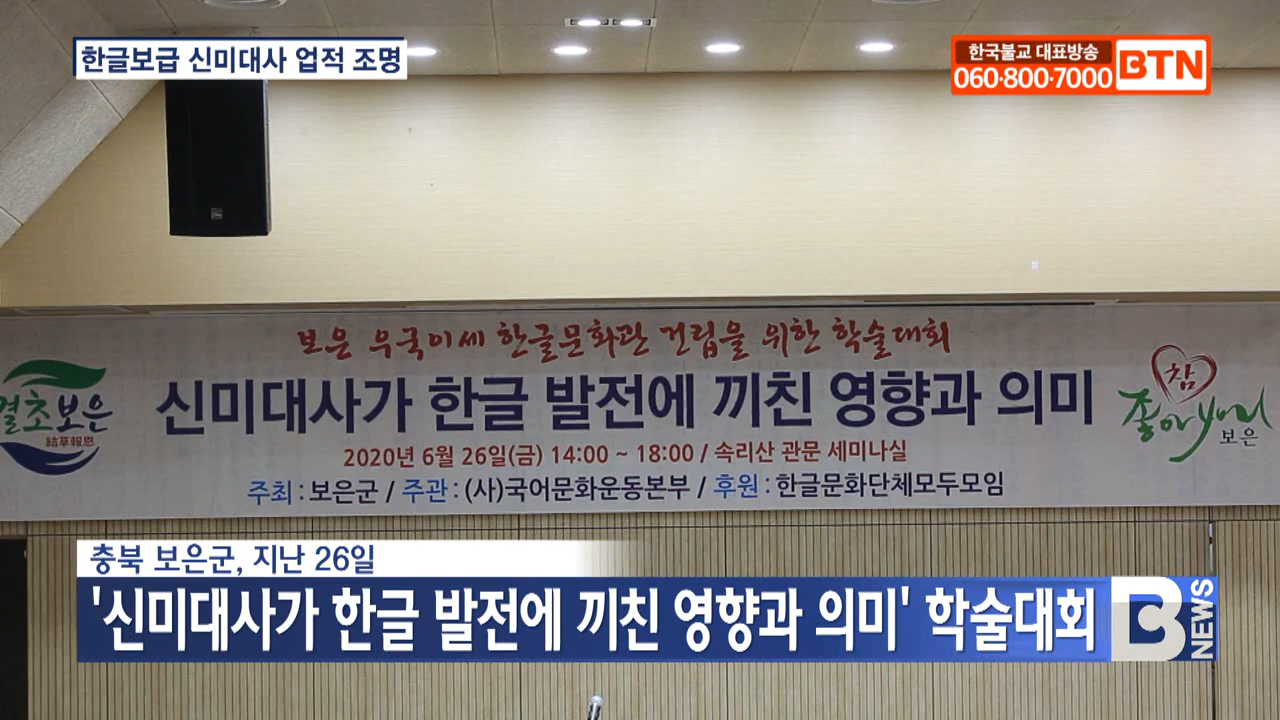 한글보급 신미대사 업적 조명
한국불교 대표방송
060·800·7000
BTN
보은 우국이세 한글문화관 건립을 위한 학술대회
결초보은
結草報恩
신미대사가 한글 발전에 끼친 영향과 의미
참
좋아you
보은
2020년 6월 26일(금) 14:00 ~ 18:00 / 속리산 관문 세미나실
주최 : 보은군 / 주관 : (사)국어문화운동본부 / 후원 : 한글문화단체모두모임
충북 보은군, 지난 26일
'신미대사가 한글 발전에 끼친 영향과 의미' 학술대회
B NEWS